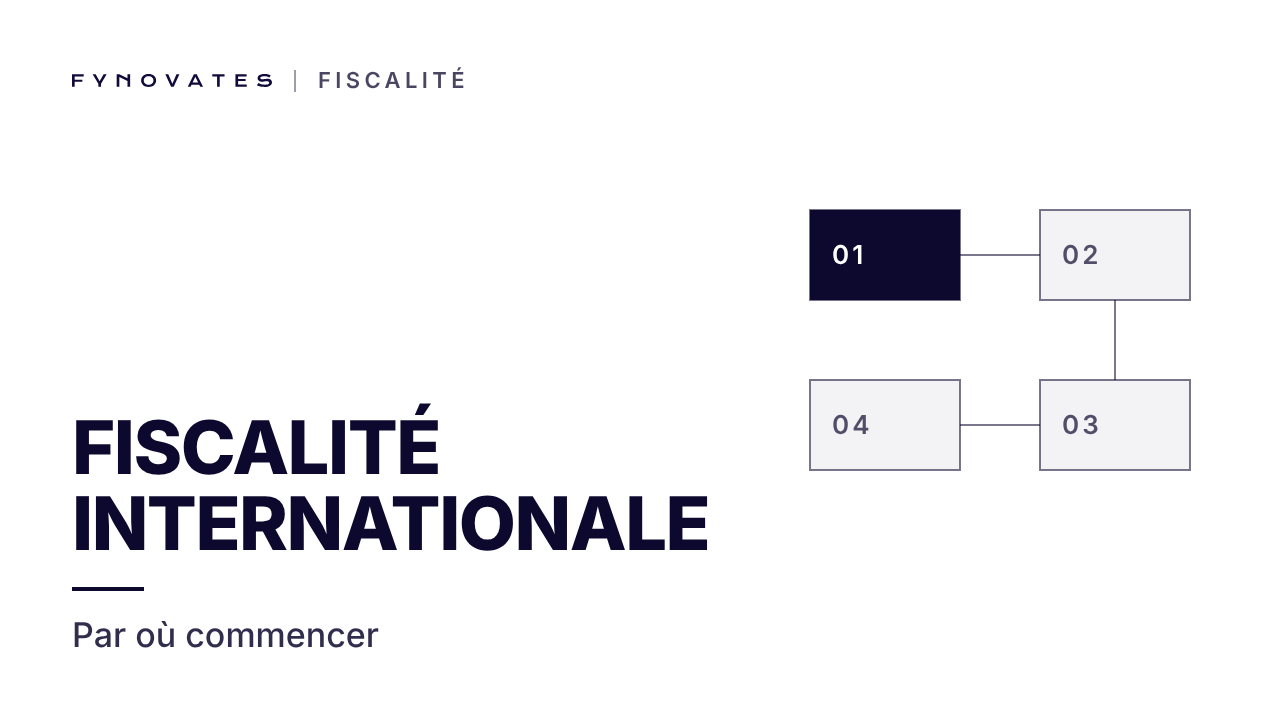 FYNOVATES | FISCALITÉ
01
02
04
03
FISCALITÉ
INTERNATIONALE
Par où commencer